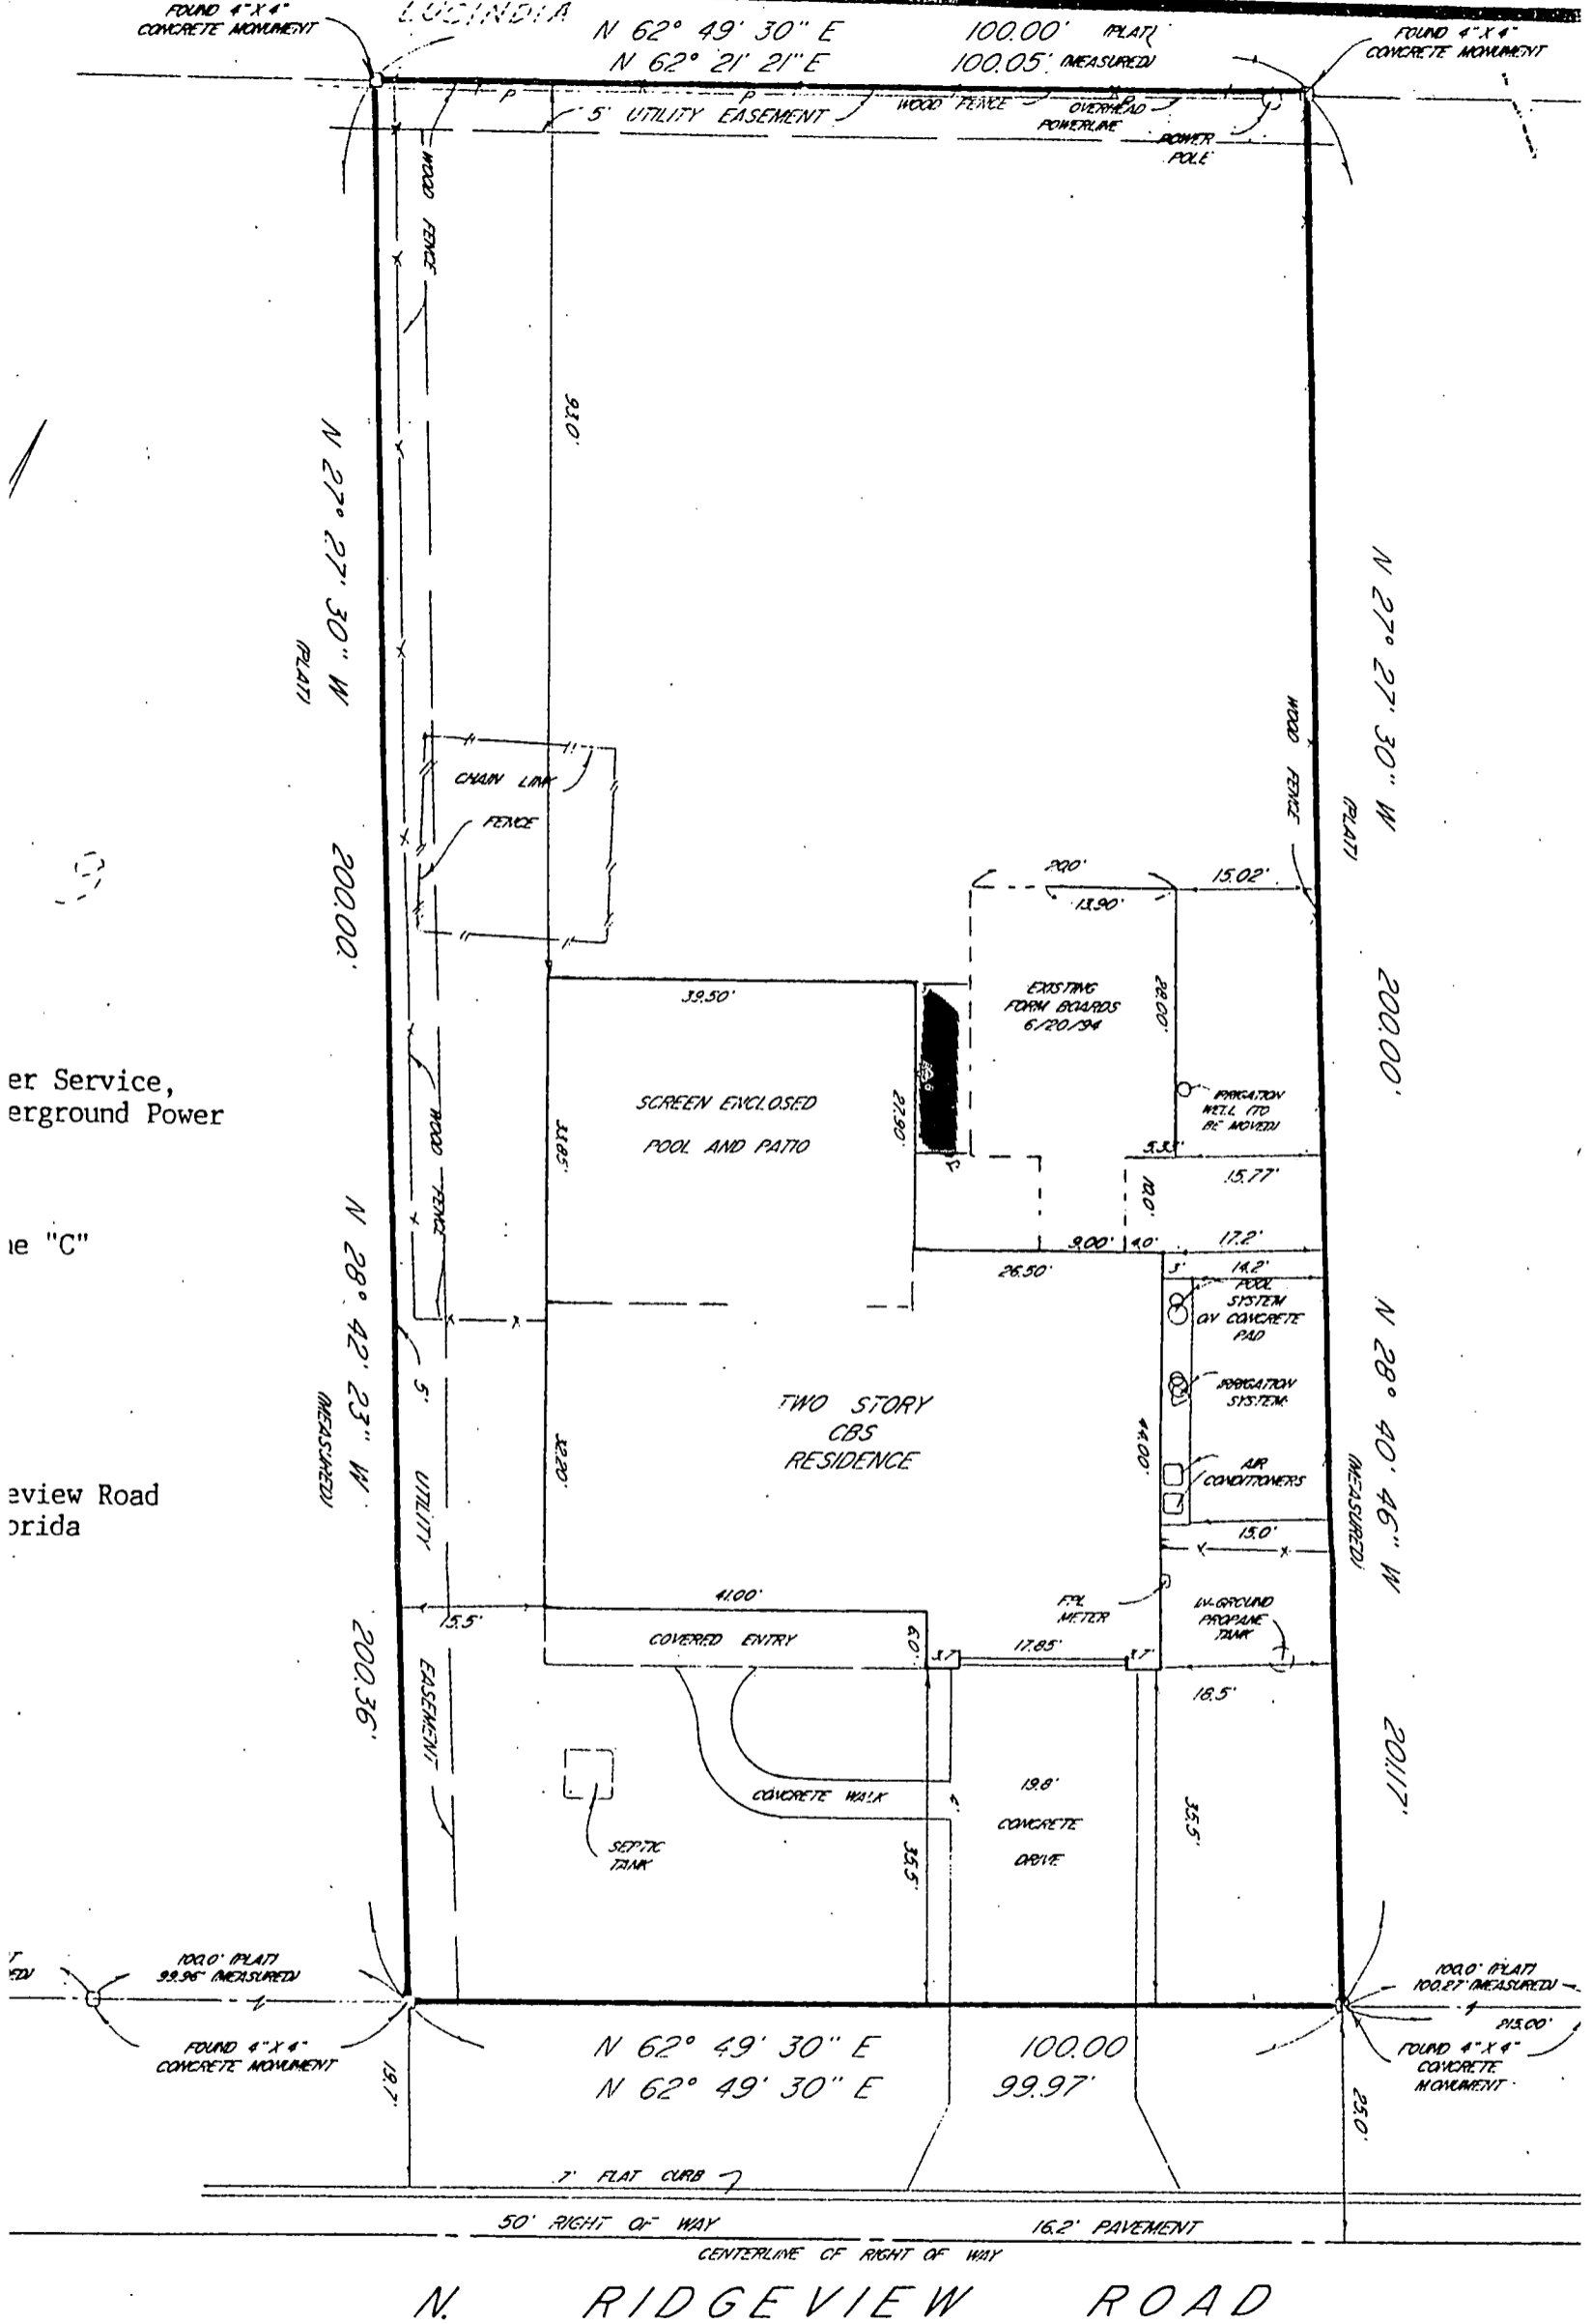 FOUND 4" X 4"
CONCRETE MONUMENT
LUCINDIA
N 62° 49' 30" E 100.00' (PLAT)
N 62° 21' 21" E 100.05' (MEASURED)
FOUND 4" X 4"
CONCRETE MONUMENT
P
P
P
5' UTILITY EASEMENT
WOOD FENCE
OVERHEAD
POWERLINE
POWER
POLE
WOOD FENCE
93.0'
N 27° 27' 30" W
(PLAT)
200.00'
N 27° 27' 30" W
(PLAT)
200.00'
WOOD FENCE
CHAIN LINK
FENCE
20.0'
13.90'
15.02'
39.50'
EXISTING
FORM BOARDS
6/20/94
28.00'
er Service,
erground Power
SCREEN ENCLOSED
POOL AND PATIO
33.85'
27.90'
IRRIGATION
WELL (TO
BE MOVED)
5.35'
15.77'
10.0'
WOOD FENCE
ne "C"
9.00'
4.0'
17.2'
26.50'
3'
14.2'
POOL
SYSTEM
ON CONCRETE
PAD
IRRIGATION
SYSTEM
N 28° 42' 23" W
(MEASURED)
200.36'
N 28° 40' 46" W
(MEASURED)
201.17'
5' UTILITY EASEMENT
TWO STORY
CBS
RESIDENCE
32.20'
44.00'
AIR
CONDITIONERS
eview Road
orida
15.0'
15.5'
41.00'
COVERED ENTRY
6.0'
3.7'
17.85'
3.7'
FPL
METER
IN-GROUND
PROPANE
TANK
18.5'
CONCRETE WALK
4'
19.8'
CONCRETE
DRIVE
35.5'
35.5'
SEPTIC
TANK
100.0' (PLAT)
99.96' (MEASURED)
FOUND 4" X 4"
CONCRETE MONUMENT
100.0' (PLAT)
100.27' (MEASURED)
215.00'
FOUND 4" X 4"
CONCRETE
MONUMENT
N 62° 49' 30" E 100.00
N 62° 49' 30" E 99.97'
19.7'
25.0'
.7' FLAT CURB
50' RIGHT OF WAY
16.2' PAVEMENT
CENTERLINE OF RIGHT OF WAY
N. RIDGEVIEW ROAD